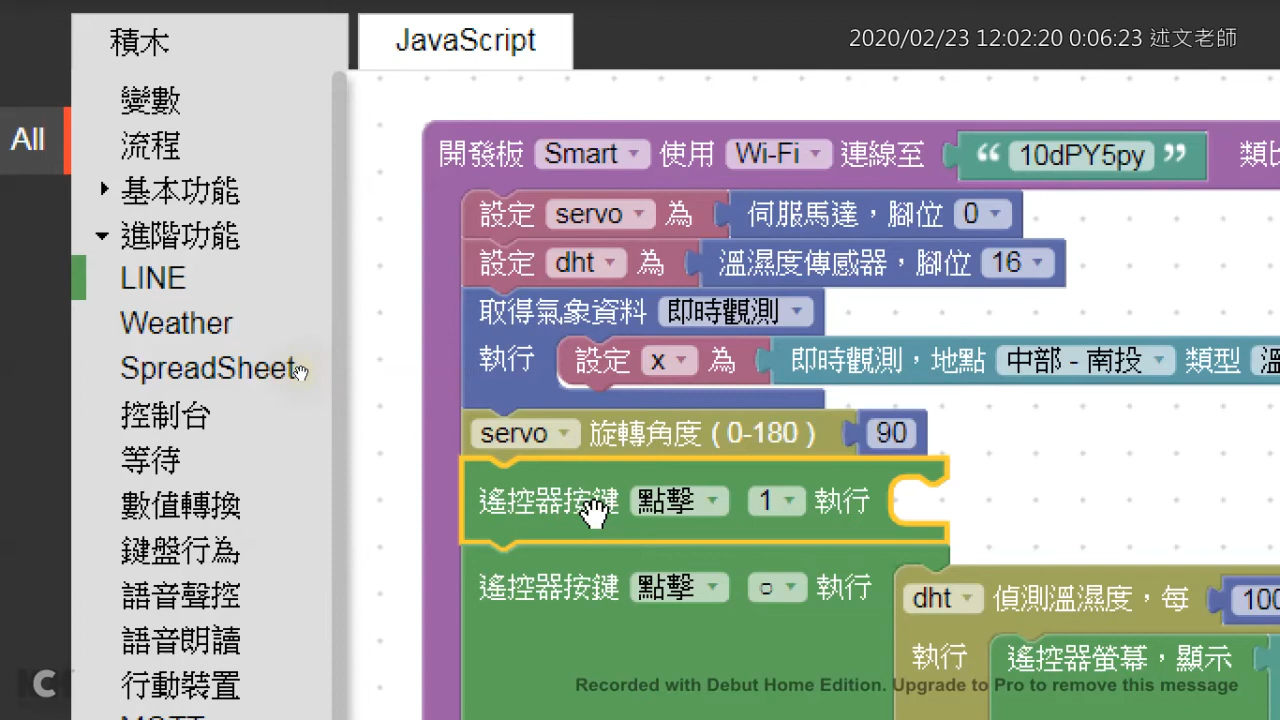 積木
JavaScript
2020/02/23 12:02:20 0:06:23 述文老師
All
變數
流程
基本功能
進階功能
LINE
Weather
SpreadSheet
控制台
等待
數值轉換
鍵盤行為
語音聲控
語音朗讀
行動裝置
開發板 Smart 使用 Wi-Fi 連線至 “ 10dPY5py ” 類比
設定 servo 為 伺服馬達，腳位 0
設定 dht 為 溫濕度傳感器，腳位 16
取得氣象資料 即時觀測
執行 設定 x 為 即時觀測，地點 中部 - 南投 類型 溫
servo 旋轉角度 ( 0-180 ) 90
遙控器按鍵 點擊 1 執行
遙控器按鍵 點擊 ○ 執行 dht 偵測溫濕度，每 100
執行 遙控器螢幕，顯示
Recorded with Debut Home Edition. Upgrade to Pro to remove this message